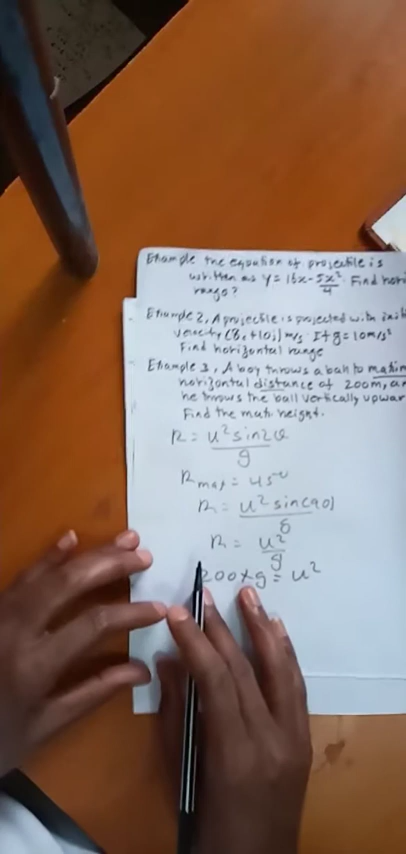 Example the equation of projectile is
written as y = 16x - 5x²/4. Find hori
range?
Example 2, A projectile is projected with init
velocity (8i + 10j) m/s. If g = 10m/s²
Find horizontal range
Example 3, A boy throws a ball to maxim
horizontal distance of 200m, a
he throws the ball vertically upwar
Find the max height.
R = u² sin2θ / g
R max = 45°
R = u² sin(90) / g
R = u²/g
200 x g = u²